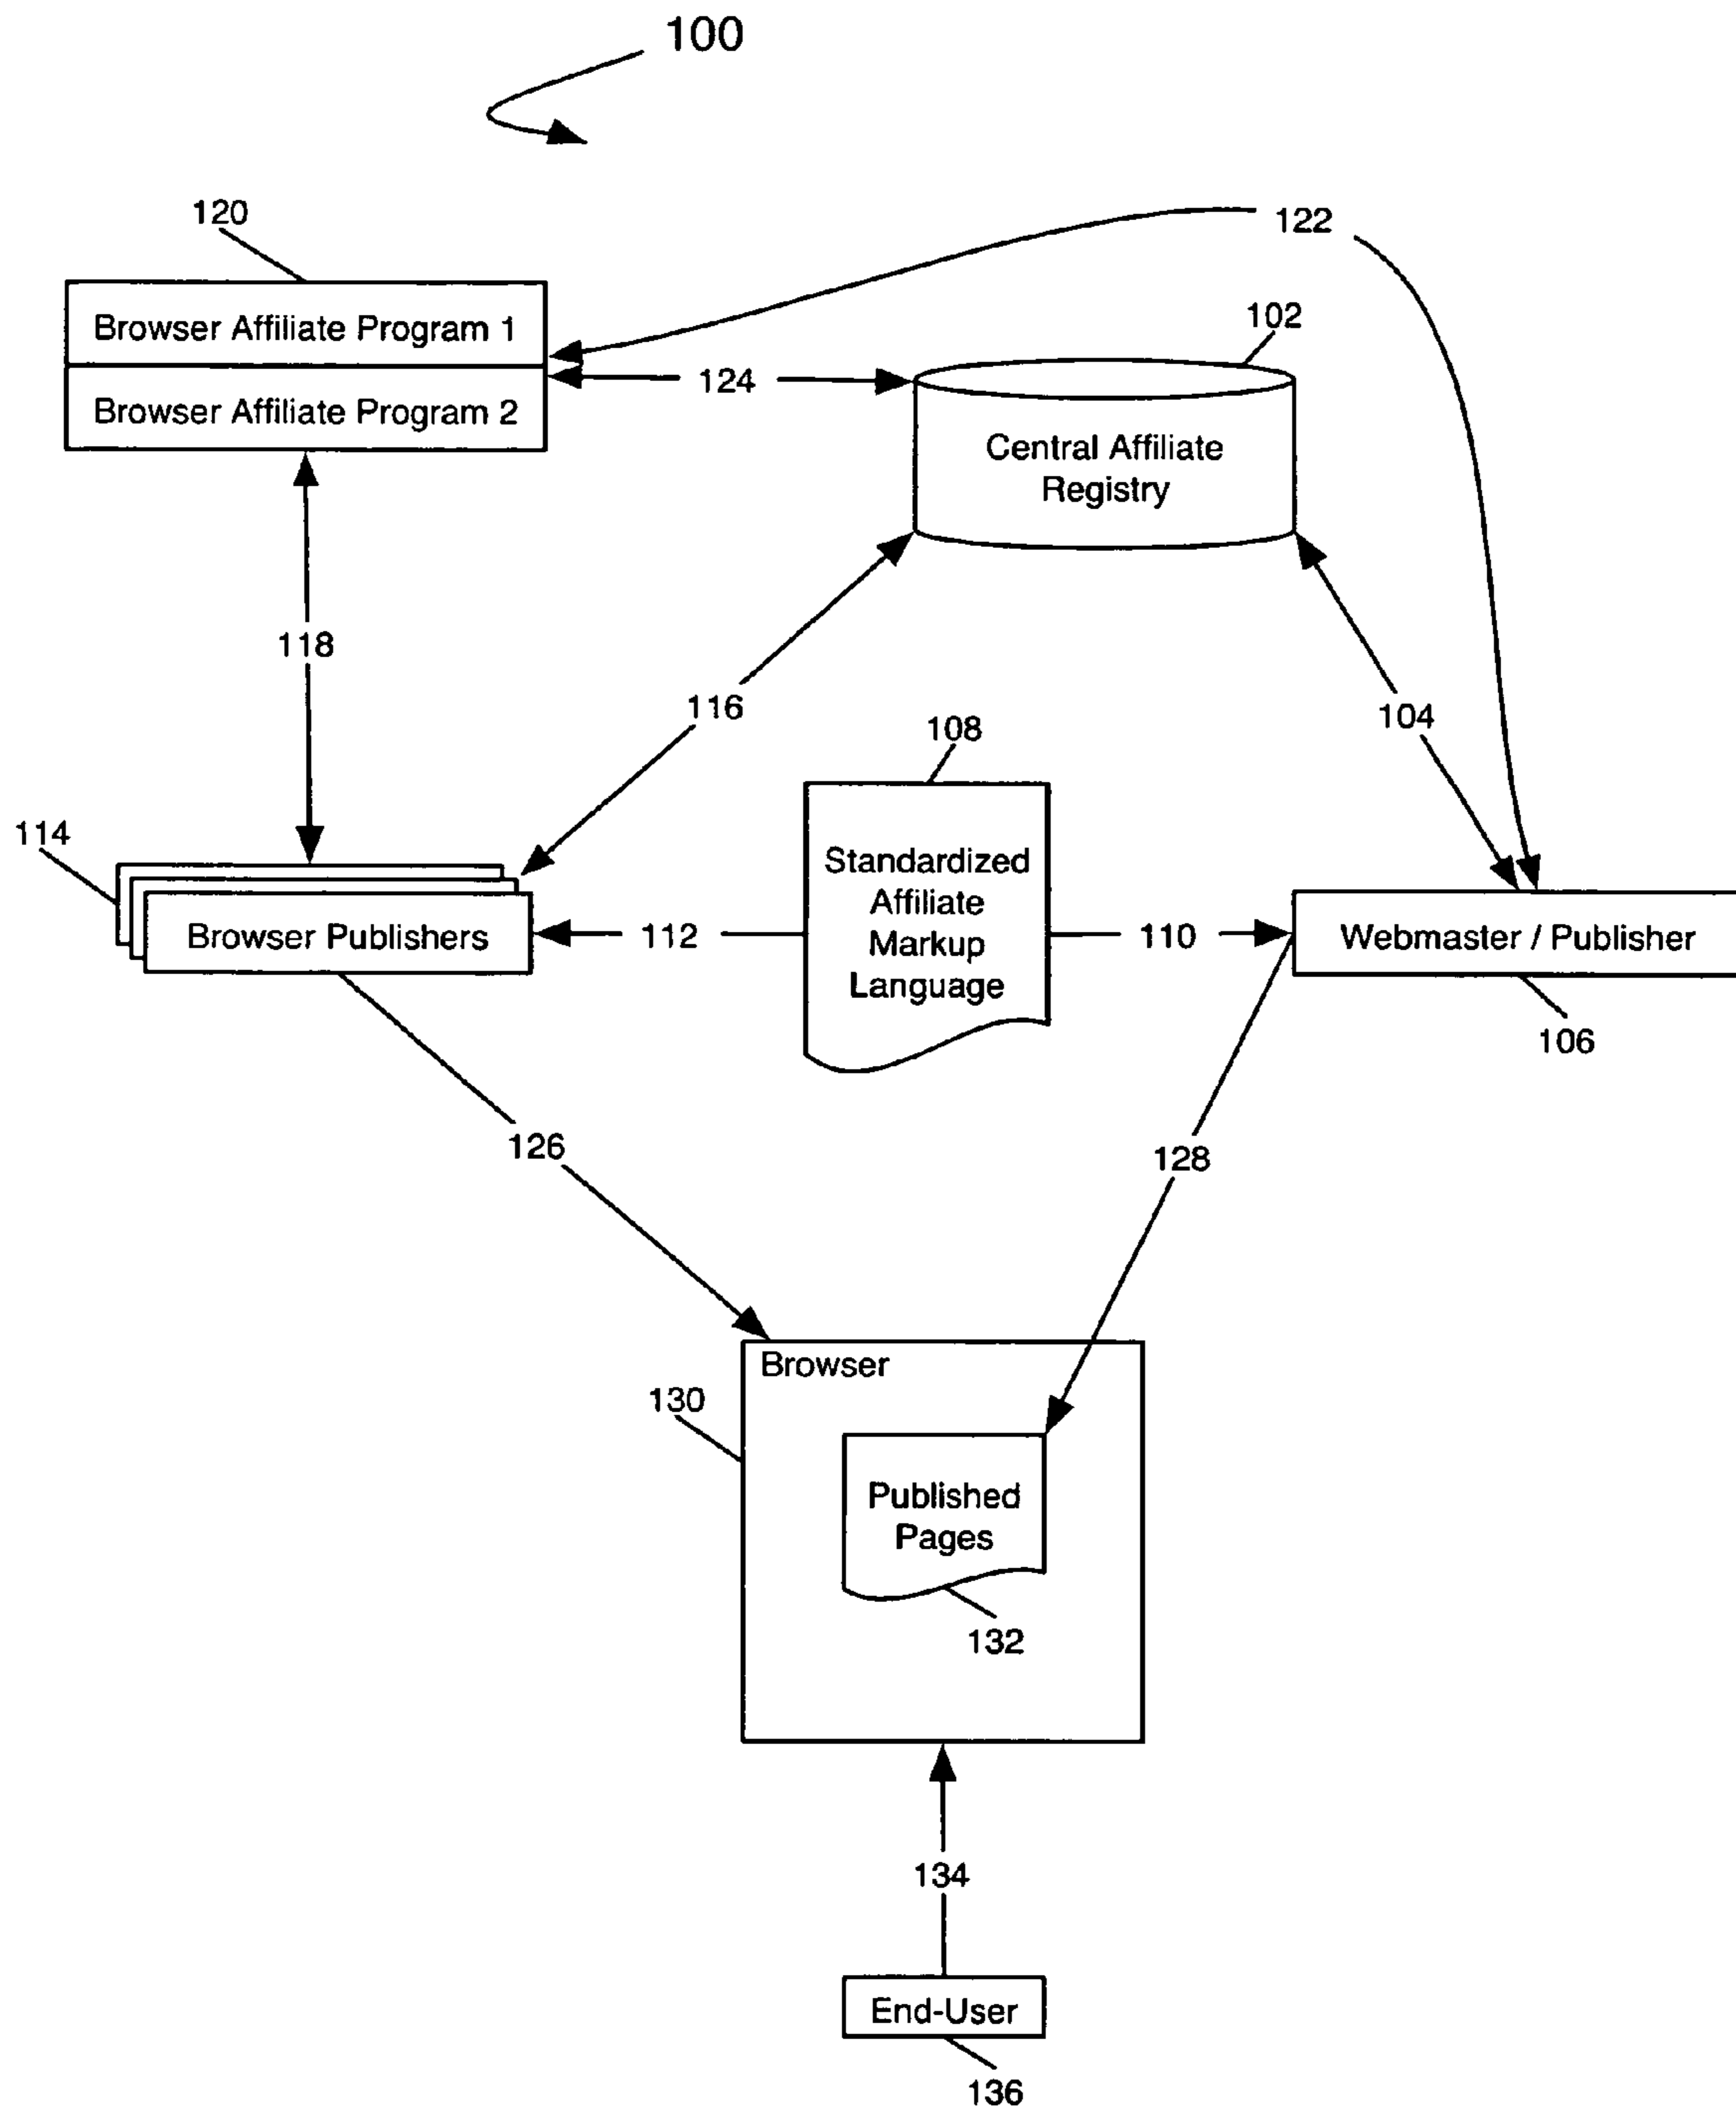 100
120
122
Browser Affiliate Program 1
102
124
Browser Affiliate Program 2
Central Affiliate
Registry
118
116
104
108
114
Standardized
Affiliate
Markup
Language
Browser Publishers
112
110
Webmaster / Publisher
106
126
128
Browser
130
Published
Pages
132
134
End-User
136